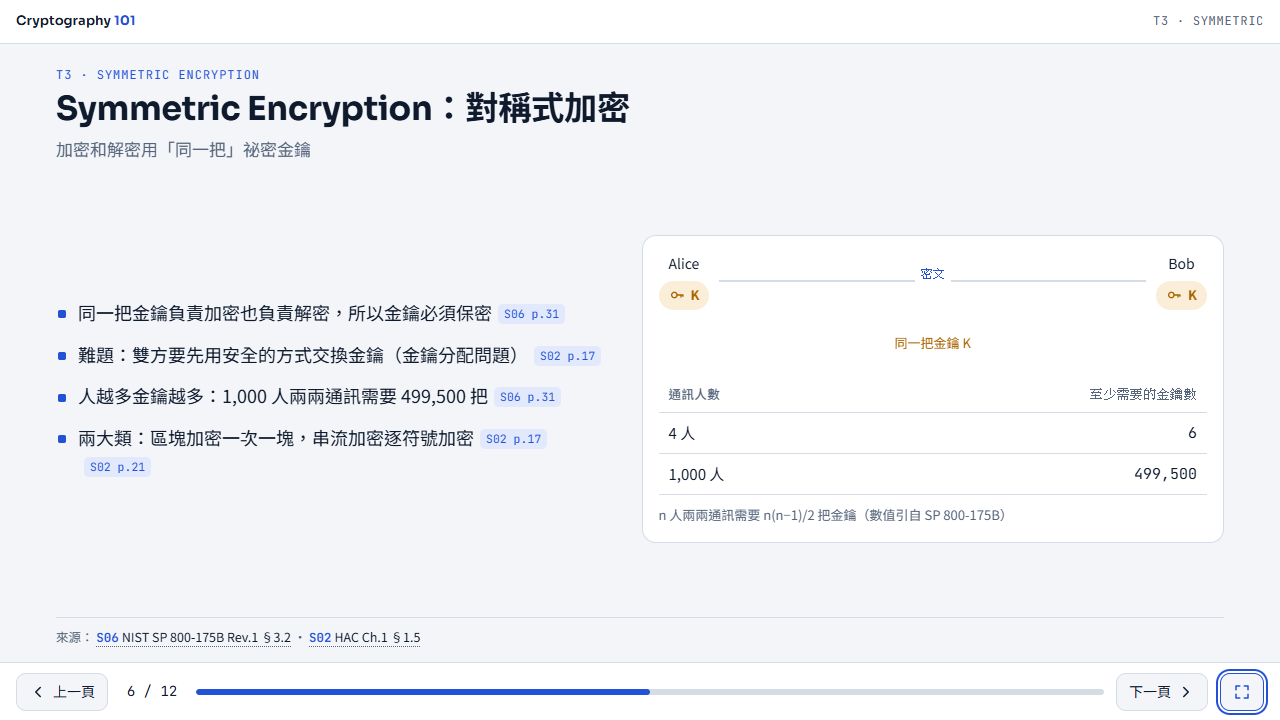 Cryptography 101
T3 · SYMMETRIC
T3 · SYMMETRIC ENCRYPTION
Symmetric Encryption：對稱式加密
加密和解密用「同一把」祕密金鑰
同一把金鑰負責加密也負責解密，所以金鑰必須保密 S06 p.31
難題：雙方要先用安全的方式交換金鑰（金鑰分配問題） S02 p.17
人越多金鑰越多：1,000 人兩兩通訊需要 499,500 把 S06 p.31
兩大類：區塊加密一次一塊，串流加密逐符號加密 S02 p.17
S02 p.21
Alice
密文
Bob
K
K
同一把金鑰 K
通訊人數 至少需要的金鑰數
4 人 6
1,000 人 499,500
n 人兩兩通訊需要 n(n−1)/2 把金鑰（數值引自 SP 800-175B）
來源： S06 NIST SP 800-175B Rev.1 §3.2 · S02 HAC Ch.1 §1.5
上一頁
6 / 12
下一頁